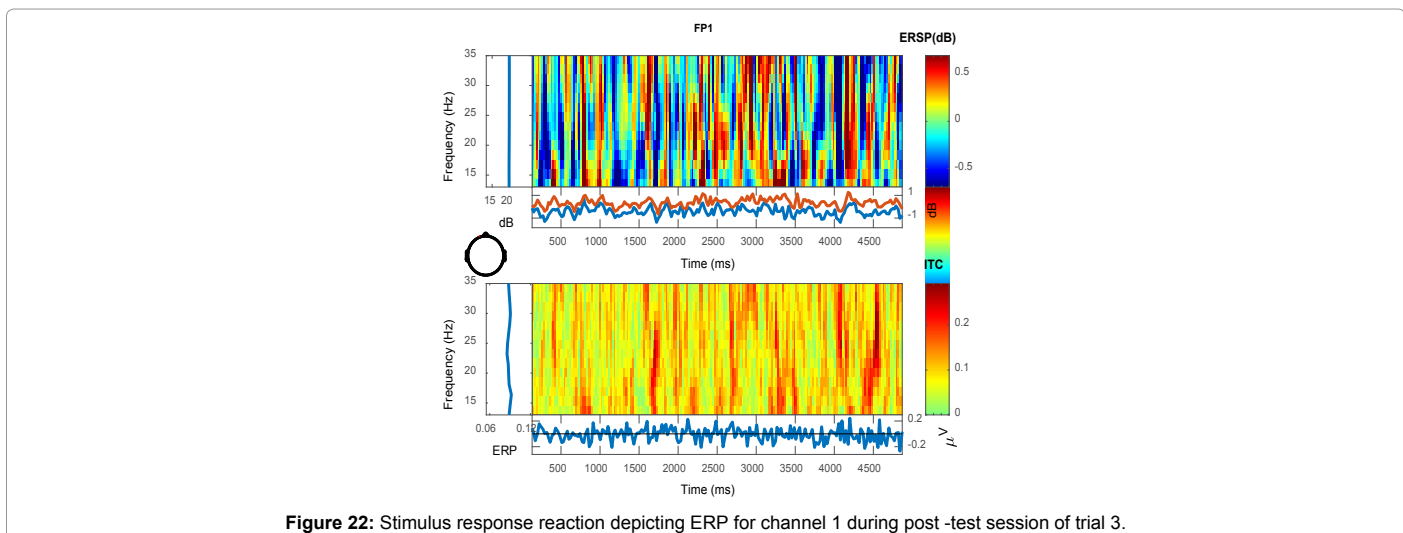 FP1
ERSP(dB)
35
30
25
20
15
Frequency (Hz)
0.5
0
-0.5
15 20
dB
1
-1
dB
500 1000 1500 2000 2500 3000 3500 4000 4500
Time (ms)
ITC
35
30
25
20
15
Frequency (Hz)
0.2
0.1
0
0.06 0.12
ERP
0.2
-0.2
μV
500 1000 1500 2000 2500 3000 3500 4000 4500
Time (ms)
Figure 22: Stimulus response reaction depicting ERP for channel 1 during post -test session of trial 3.